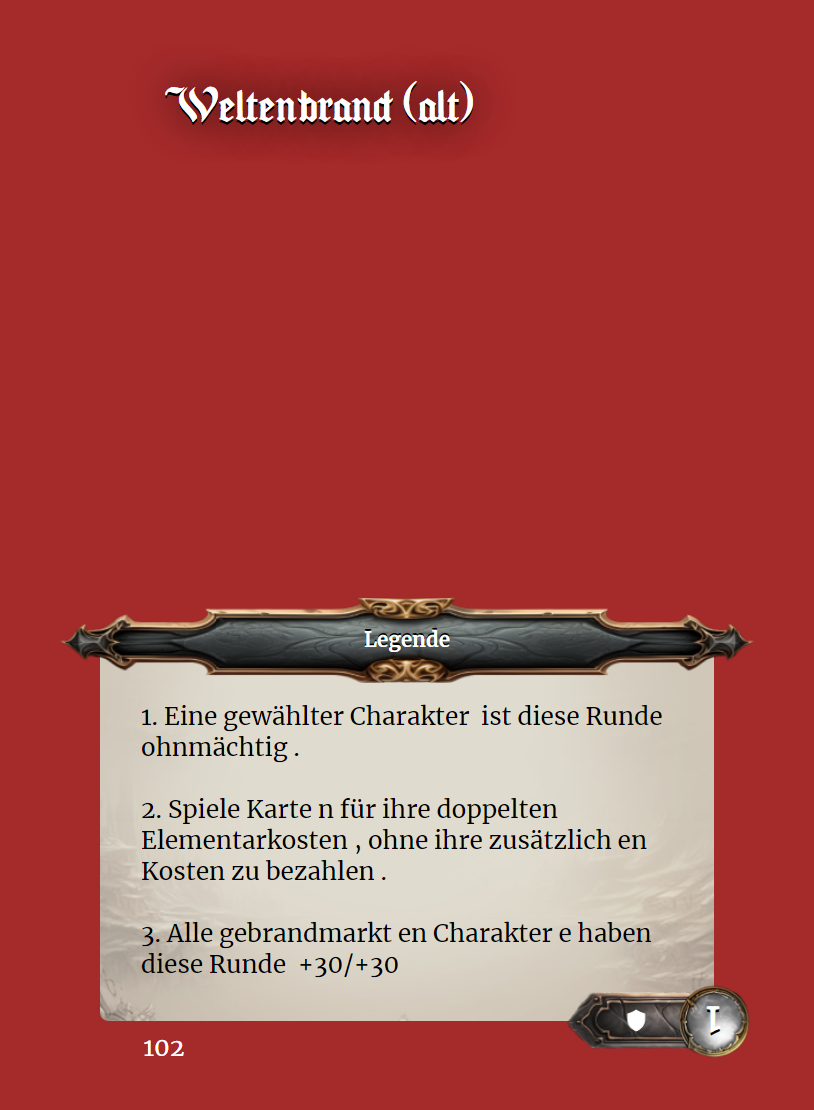 Weltenbrand (alt)
Legende
1. Eine gewählter Charakter  ist diese Runde
ohnmächtig .
2. Spiele Karte n für ihre doppelten
Elementarkosten , ohne ihre zusätzlich en
Kosten zu bezahlen .
3. Alle gebrandmarkt en Charakter e haben
diese Runde  +30/+30
102